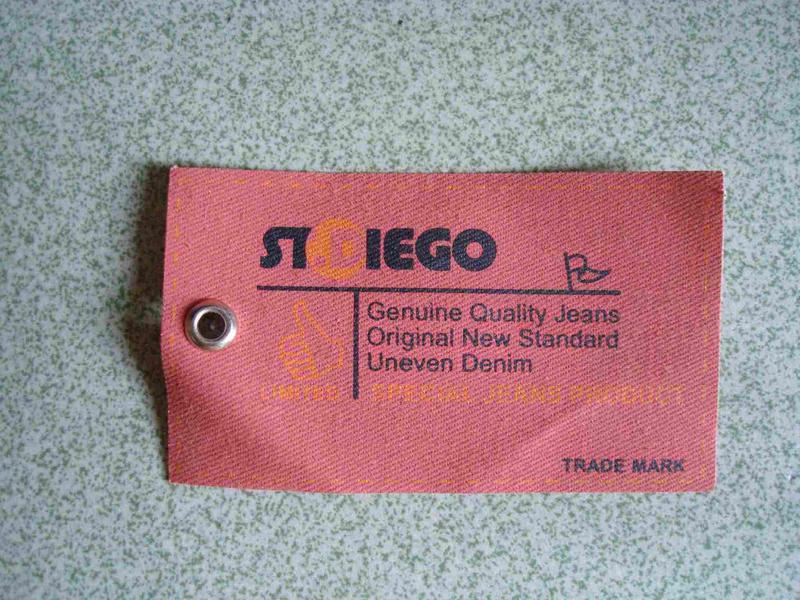 ST.DIEGO
Genuine Quality Jeans
Original New Standard
Uneven Denim
LIMITED SPECIAL JEANS PRODUCT
TRADE MARK